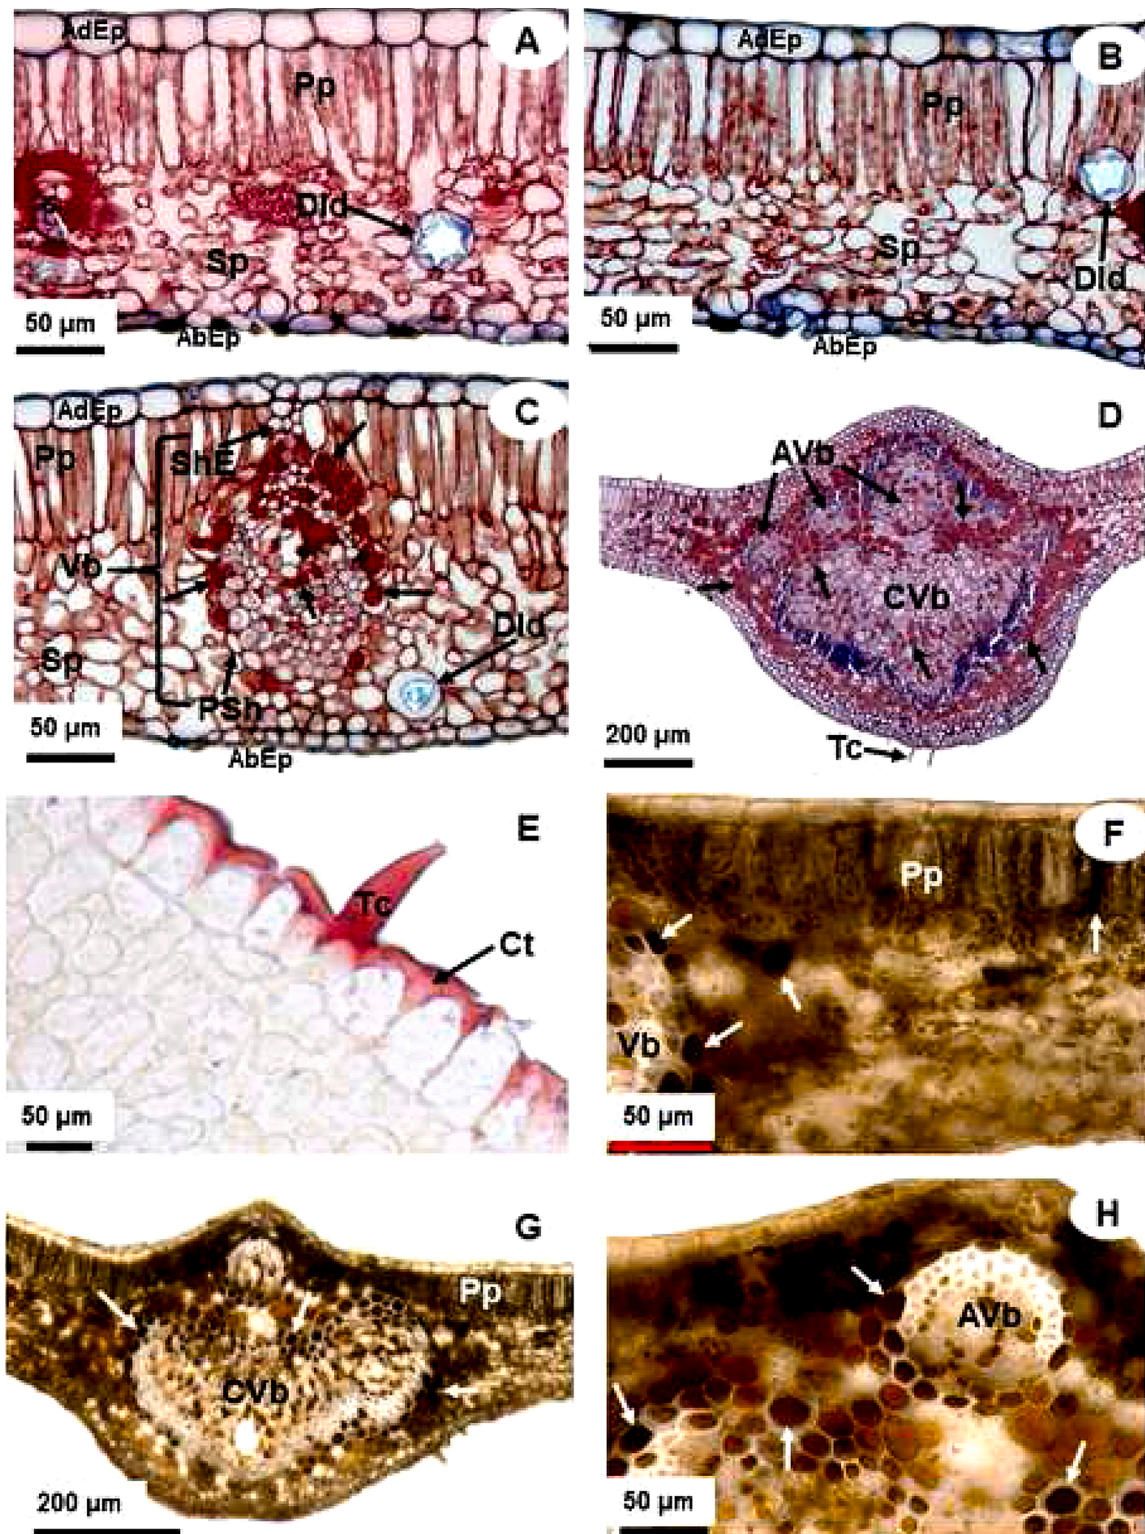 AdEp
A
Pp
Dld
Sp
50 µm
AbEp
AdEp
B
Pp
Sp
Dld
50 µm
AbEp
AdEp
C
Pp
ShE
Vb
Dld
Sp
PSh
50 µm
AbEp
D
AVb
CVb
200 µm
Tc
E
Tc
Ct
50 µm
F
Pp
Vb
50 µm
G
Pp
CVb
200 µm
H
AVb
50 µm